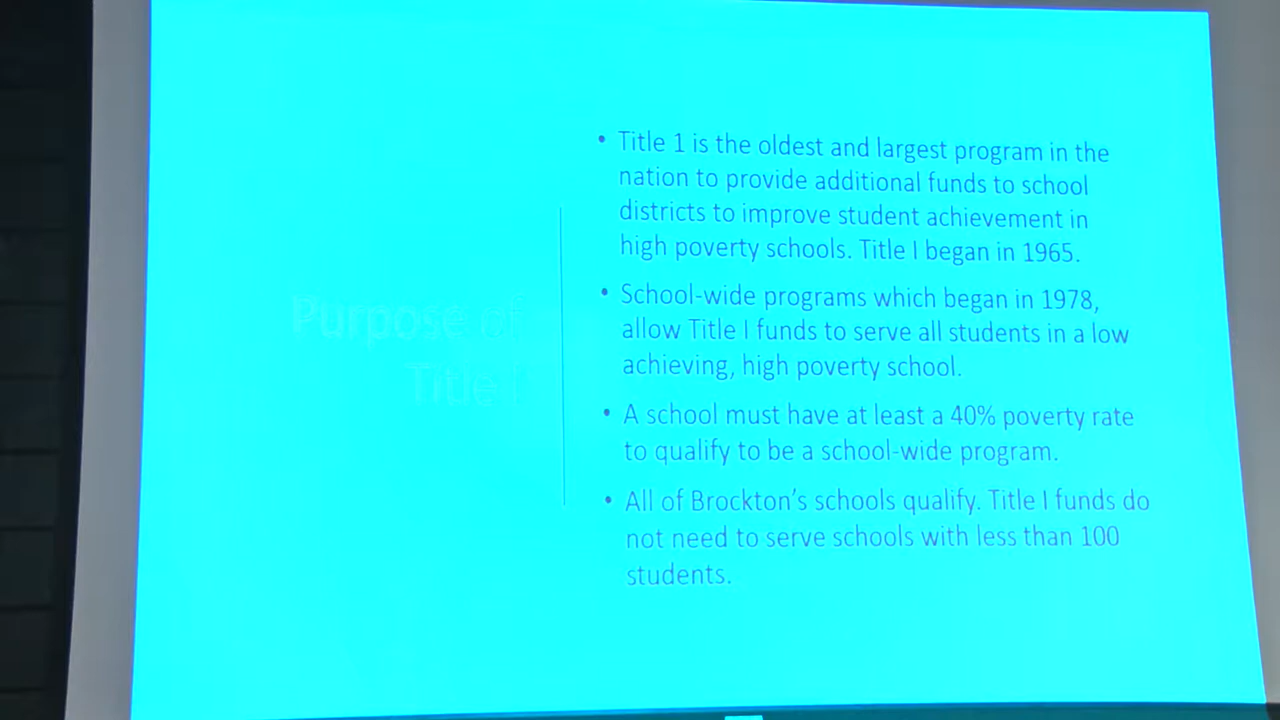 Purpose of
Title I
• Title 1 is the oldest and largest program in the
nation to provide additional funds to school
districts to improve student achievement in
high poverty schools. Title I began in 1965.
• School-wide programs which began in 1978,
allow Title I funds to serve all students in a low
achieving, high poverty school.
• A school must have at least a 40% poverty rate
to qualify to be a school-wide program.
• All of Brockton’s schools qualify. Title I funds do
not need to serve schools with less than 100
students.